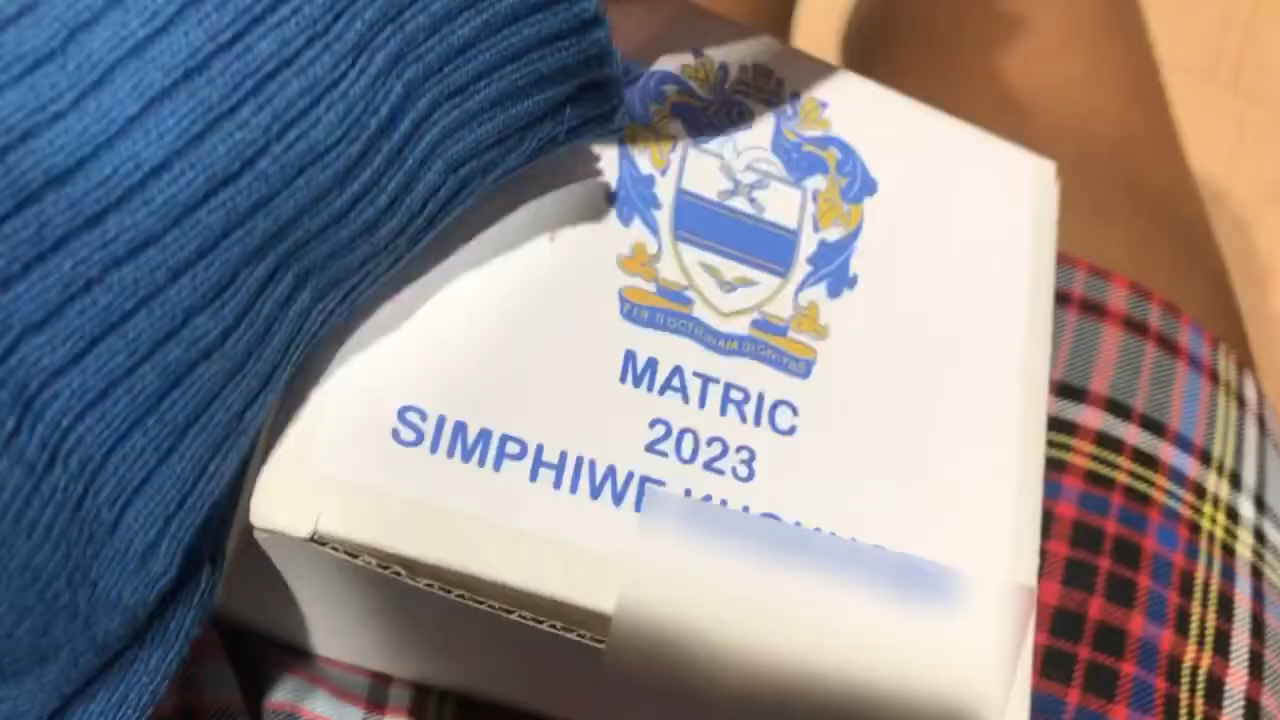 PER DOCTRINAM DIGNITAS
MATRIC
2023
SIMPHIWE